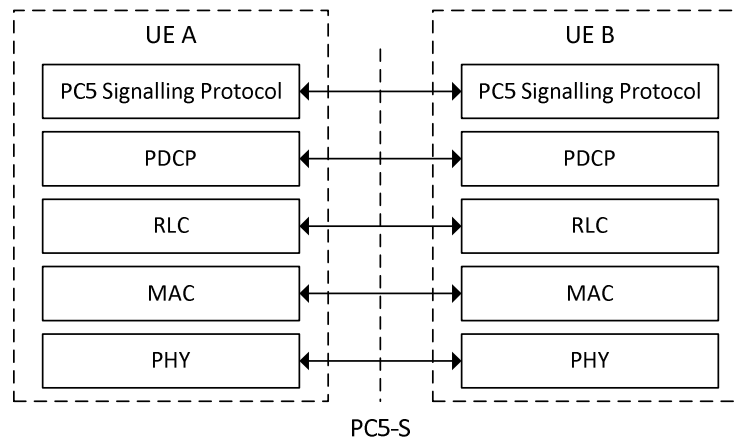 UE A
UE B
PC5 Signalling Protocol
PC5 Signalling Protocol
PDCP
PDCP
RLC
RLC
MAC
MAC
PHY
PHY
PC5-S